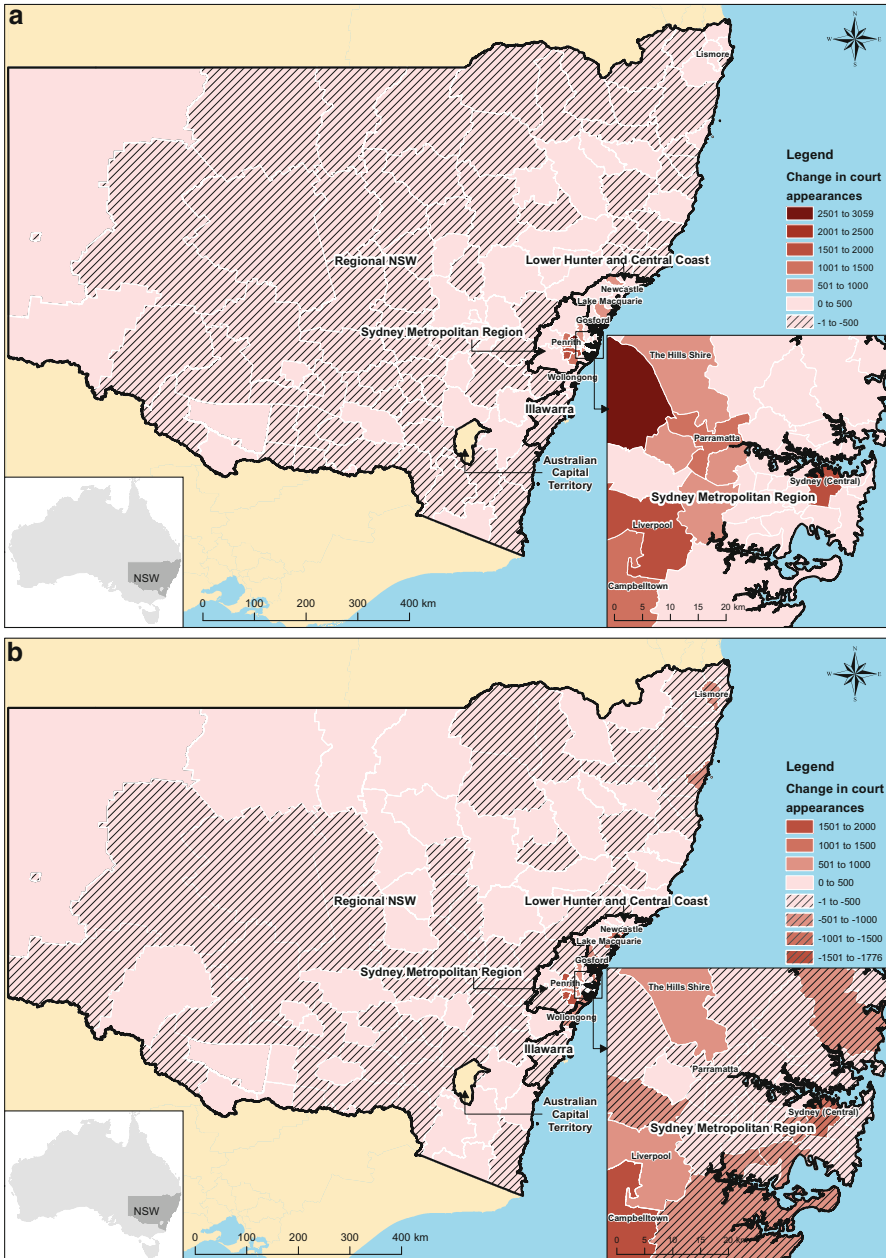 a
N
W E
S
Lismore
Legend
Change in court
appearances
2501 to 3059
2001 to 2500
1501 to 2000
1001 to 1500
501 to 1000
0 to 500
-1 to -500
Regional NSW
Lower Hunter and Central Coast
Newcastle
Lake Macquarie
Gosford
Sydney Metropolitan Region
Penrith
Wollongong
Illawarra
Australian
Capital
Territory
The Hills Shire
Parramatta
Sydney (Central)
Sydney Metropolitan Region
Liverpool
Campbelltown
0 5 10 15 20 km
NSW
0 100 200 300 400 km
b
N
W E
S
Lismore
Legend
Change in court
appearances
1501 to 2000
1001 to 1500
501 to 1000
0 to 500
-1 to -500
-501 to -1000
-1001 to -1500
-1501 to -1776
Regional NSW
Lower Hunter and Central Coast
Newcastle
Lake Macquarie
Gosford
Sydney Metropolitan Region
Penrith
Wollongong
Illawarra
Australian
Capital
Territory
The Hills Shire
Parramatta
Sydney (Central)
Sydney Metropolitan Region
Liverpool
Campbelltown
0 5 10 15 20 km
NSW
0 100 200 300 400 km